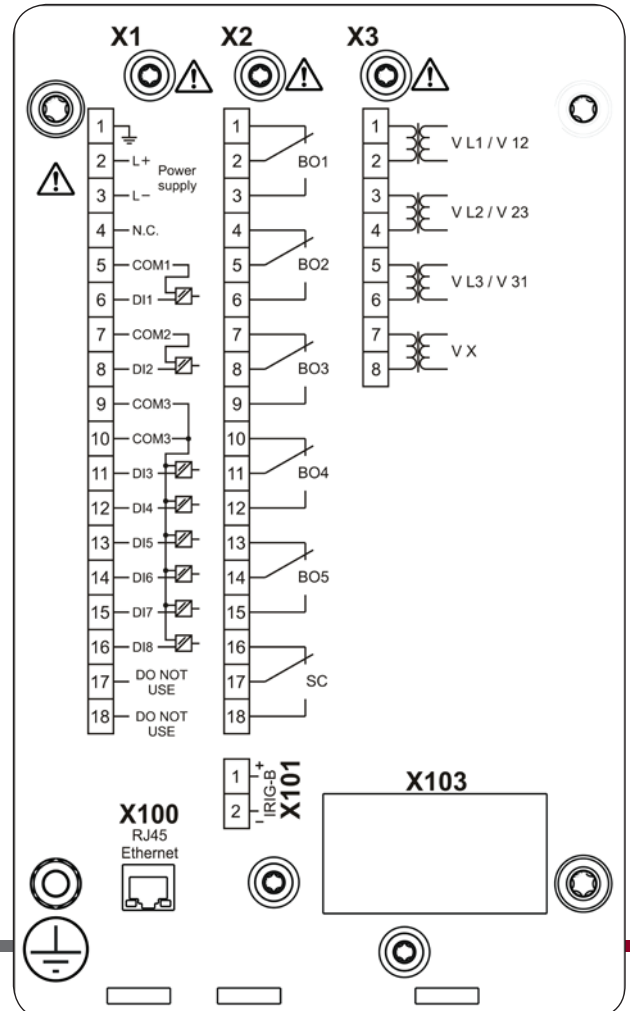 X1 X2 X3
1
2 L+ Power supply
3 L−
4 N.C.
5 COM1
6 DI1
7 COM2
8 DI2
9 COM3
10 COM3
11 DI3
12 DI4
13 DI5
14 DI6
15 DI7
16 DI8
17 DO NOT USE
18 DO NOT USE
1
2 BO1
3
4
5 BO2
6
7
8 BO3
9
10
11 BO4
12
13
14 BO5
15
16
17 SC
18
1 V L1 / V 12
2
3 V L2 / V 23
4
5 V L3 / V 31
6
7 V X
8
1 +
2 −
IRIG-B
X101
X100
RJ45
Ethernet
X103